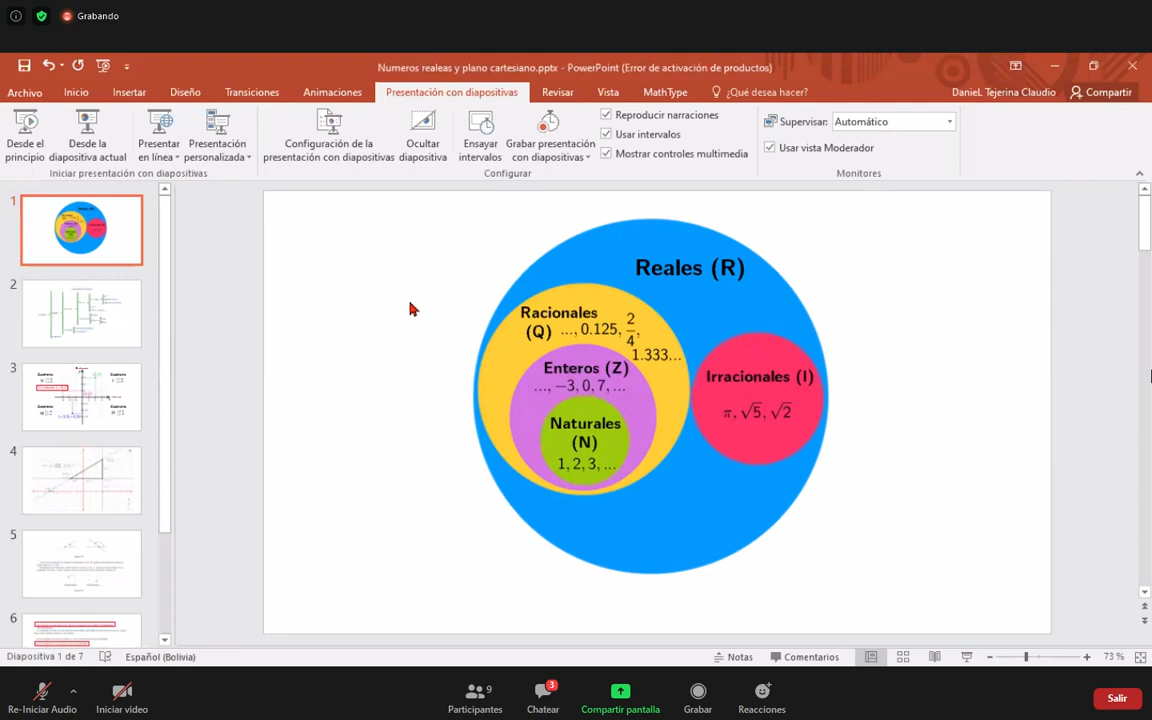 Grabando
Numeros realeas y plano cartesiano.pptx - PowerPoint (Error de activación de productos)
Archivo Inicio Insertar Diseño Transiciones Animaciones Presentación con diapositivas Revisar Vista MathType ¿Qué desea hacer? DanieL Tejerina Claudio Compartir
Desde el principio
Desde la diapositiva actual
Presentar en línea
Presentación personalizada
Iniciar presentación con diapositivas
Configuración de la presentación con diapositivas
Ocultar diapositiva
Ensayar intervalos
Grabar presentación con diapositivas
Reproducir narraciones
Usar intervalos
Mostrar controles multimedia
Configurar
Supervisar: Automático
Usar vista Moderador
Monitores
1
2
3
4
5
6
Reales (R)
Racionales
(Q) ..., 0.125, 2/4,
1.333...
Enteros (Z)
..., −3, 0, 7, ...
Naturales
(N)
1, 2, 3, ...
Irracionales (I)
π, √5, √2
Diapositiva 1 de 7 Español (Bolivia) Notas Comentarios 73 %
Re-Iniciar Audio
Iniciar video
9
Participantes
3
Chatear
Compartir pantalla
Grabar
Reacciones
Salir